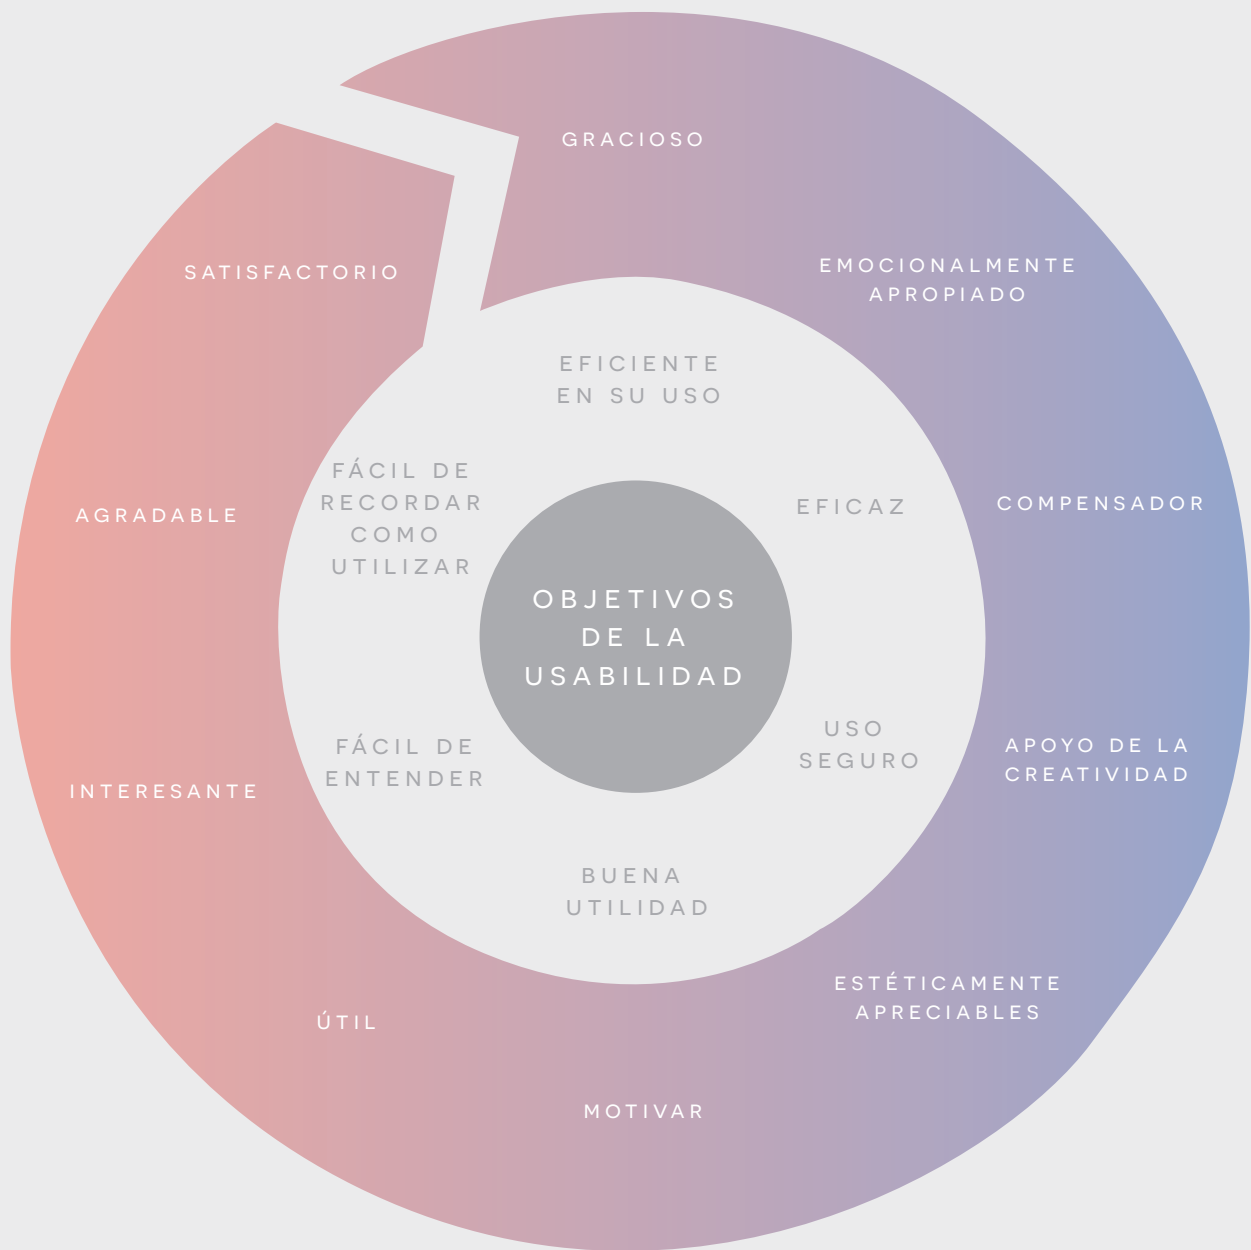 GRACIOSO
EMOCIONALMENTE
APROPIADO
SATISFACTORIO
EFICIENTE
EN SU USO
FÁCIL DE
RECORDAR
COMO
UTILIZAR
EFICAZ
COMPENSADOR
AGRADABLE
OBJETIVOS
DE LA
USABILIDAD
USO
SEGURO
APOYO DE LA
CREATIVIDAD
FÁCIL DE
ENTENDER
INTERESANTE
BUENA
UTILIDAD
ESTÉTICAMENTE
APRECIABLES
ÚTIL
MOTIVAR